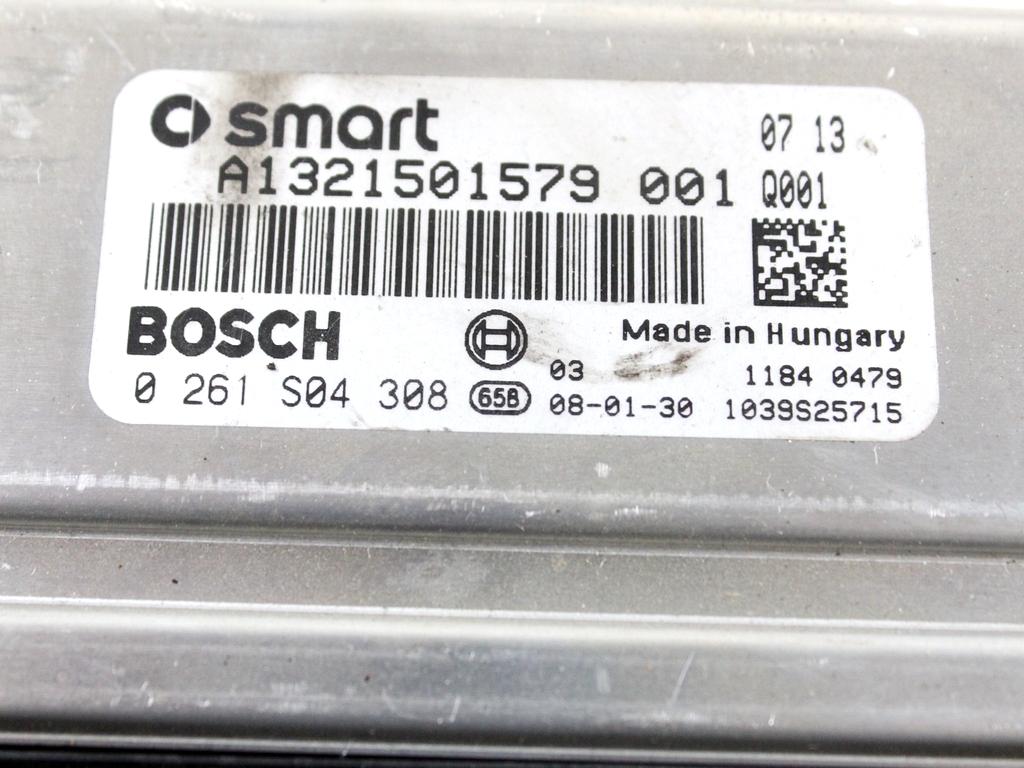 smart 07 13
A1321501579 001 Q001
BOSCH Made in Hungary
03 1184 0479
0 261 S04 308 65B 08-01-30 1039S25715